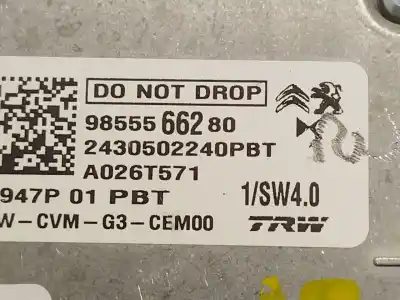 DO NOT DROP
98555 662 80
2430502240PBT
A026T571
947P 01 PBT 1/SW4.0
W-CVM-G3-CEM00 TRW